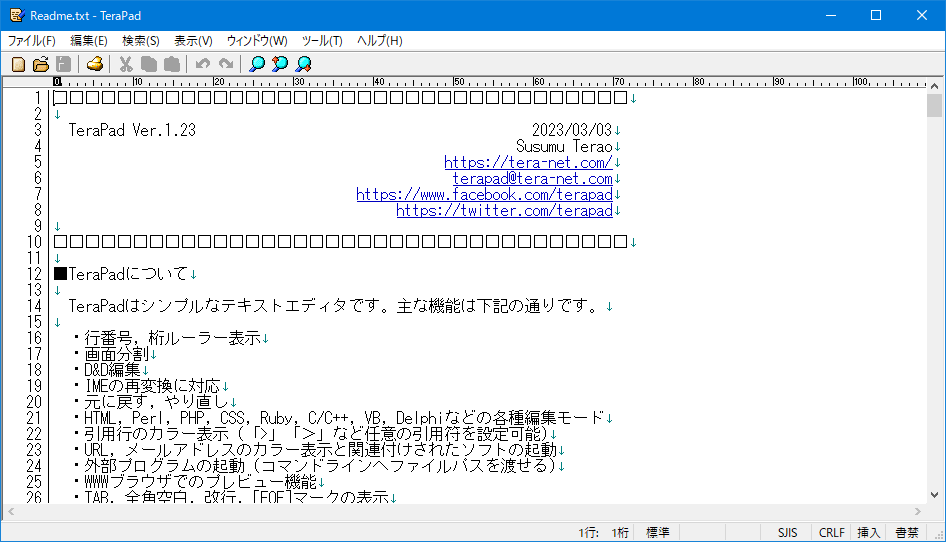 Readme.txt - TeraPad
ファイル(F) 編集(E) 検索(S) 表示(V) ウィンドウ(W) ツール(T) ヘルプ(H)
0 10 20 30 40 50 60 70 80 90 100
1 □□□□□□□□□□□□□□□□□□□□□□□□□□□□□□□□□□□□↓
2 ↓
3 TeraPad Ver.1.23 2023/03/03↓
4 Susumu Terao↓
5 https://tera-net.com/↓
6 terapad@tera-net.com↓
7 https://www.facebook.com/terapad↓
8 https://twitter.com/terapad↓
9 ↓
10 □□□□□□□□□□□□□□□□□□□□□□□□□□□□□□□□□□□□↓
11 ↓
12 ■TeraPadについて↓
13 ↓
14 TeraPadはシンプルなテキストエディタです。主な機能は下記の通りです。↓
15 ↓
16 ・行番号，桁ルーラー表示↓
17 ・画面分割↓
18 ・D&D編集↓
19 ・IMEの再変換に対応↓
20 ・元に戻す，やり直し↓
21 ・HTML, Perl, PHP, CSS, Ruby, C/C++, VB, Delphiなどの各種編集モード↓
22 ・引用行のカラー表示（「>」「＞」など任意の引用符を設定可能）↓
23 ・URL，メールアドレスのカラー表示と関連付けされたソフトの起動↓
24 ・外部プログラムの起動（コマンドラインへファイルパスを渡せる）↓
25 ・WWWブラウザでのプレビュー機能↓
26 ・TAB，全角空白，改行，[EOF]マークの表示↓
1行: 1桁 標準 SJIS CRLF 挿入 書禁